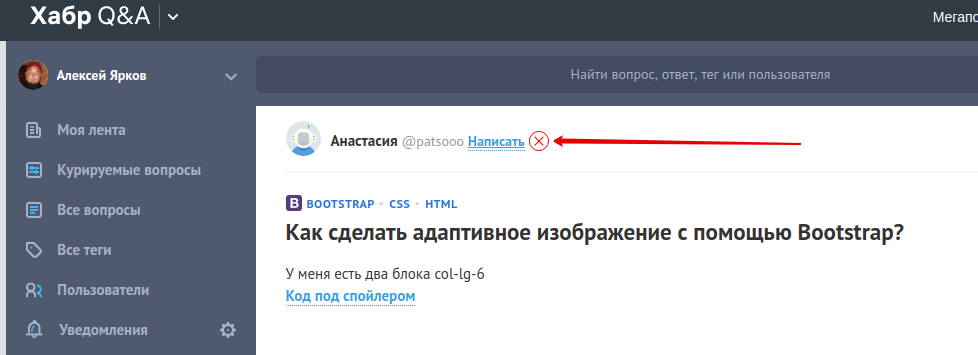 Хабр Q&A
Мегапо
Алексей Ярков
Найти вопрос, ответ, тег или пользователя
Моя лента
Курируемые вопросы
Все вопросы
Все теги
Пользователи
Уведомления
Анастасия @patsooo Написать
B BOOTSTRAP • CSS • HTML
Как сделать адаптивное изображение с помощью Bootstrap?
У меня есть два блока col-lg-6
Код под спойлером